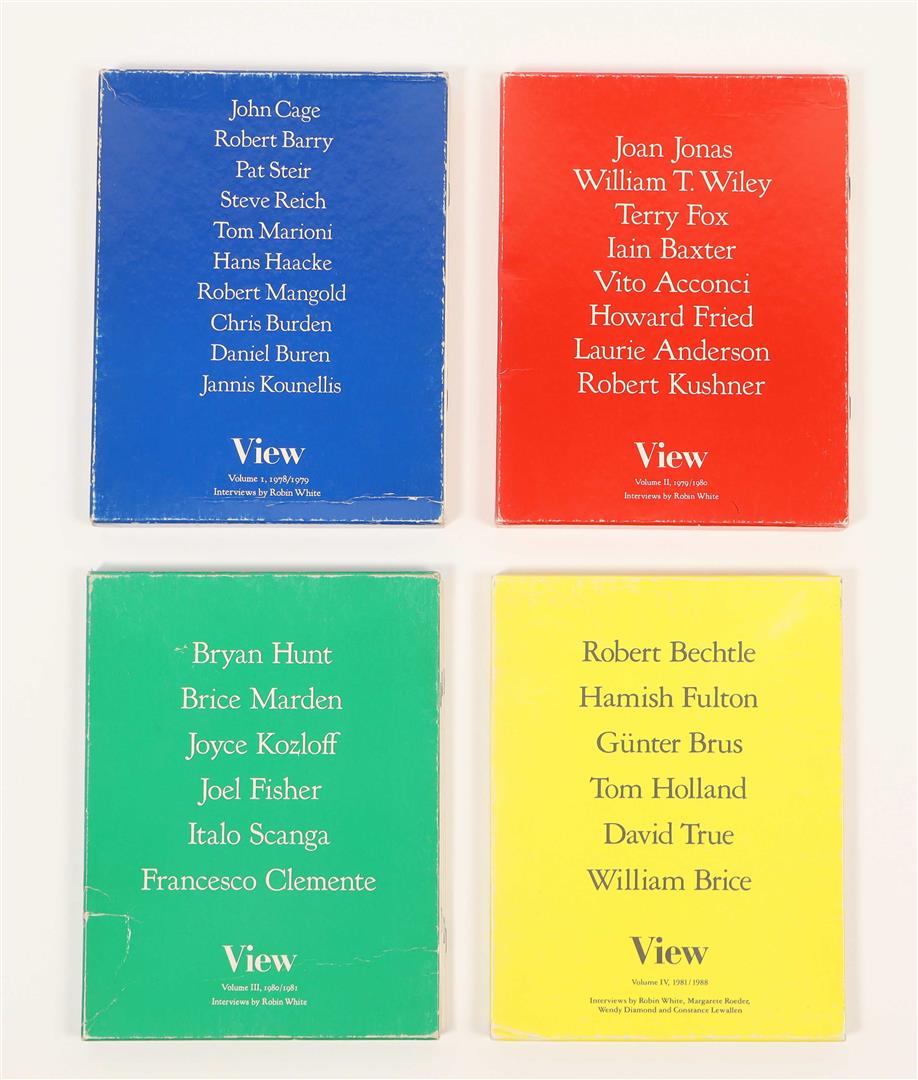 John Cage
Robert Barry
Pat Steir
Steve Reich
Tom Marioni
Hans Haacke
Robert Mangold
Chris Burden
Daniel Buren
Jannis Kounellis
View
Volume 1, 1978/1979
Interviews by Robin White
Joan Jonas
William T. Wiley
Terry Fox
Iain Baxter
Vito Acconci
Howard Fried
Laurie Anderson
Robert Kushner
View
Volume II, 1979/1980
Interviews by Robin White
Bryan Hunt
Brice Marden
Joyce Kozloff
Joel Fisher
Italo Scanga
Francesco Clemente
View
Volume III, 1980/1981
Interviews by Robin White
Robert Bechtle
Hamish Fulton
Günter Brus
Tom Holland
David True
William Brice
View
Volume IV, 1981/1988
Interviews by Robin White, Margarete Roeder,
Wendy Diamond and Constance Lewallen